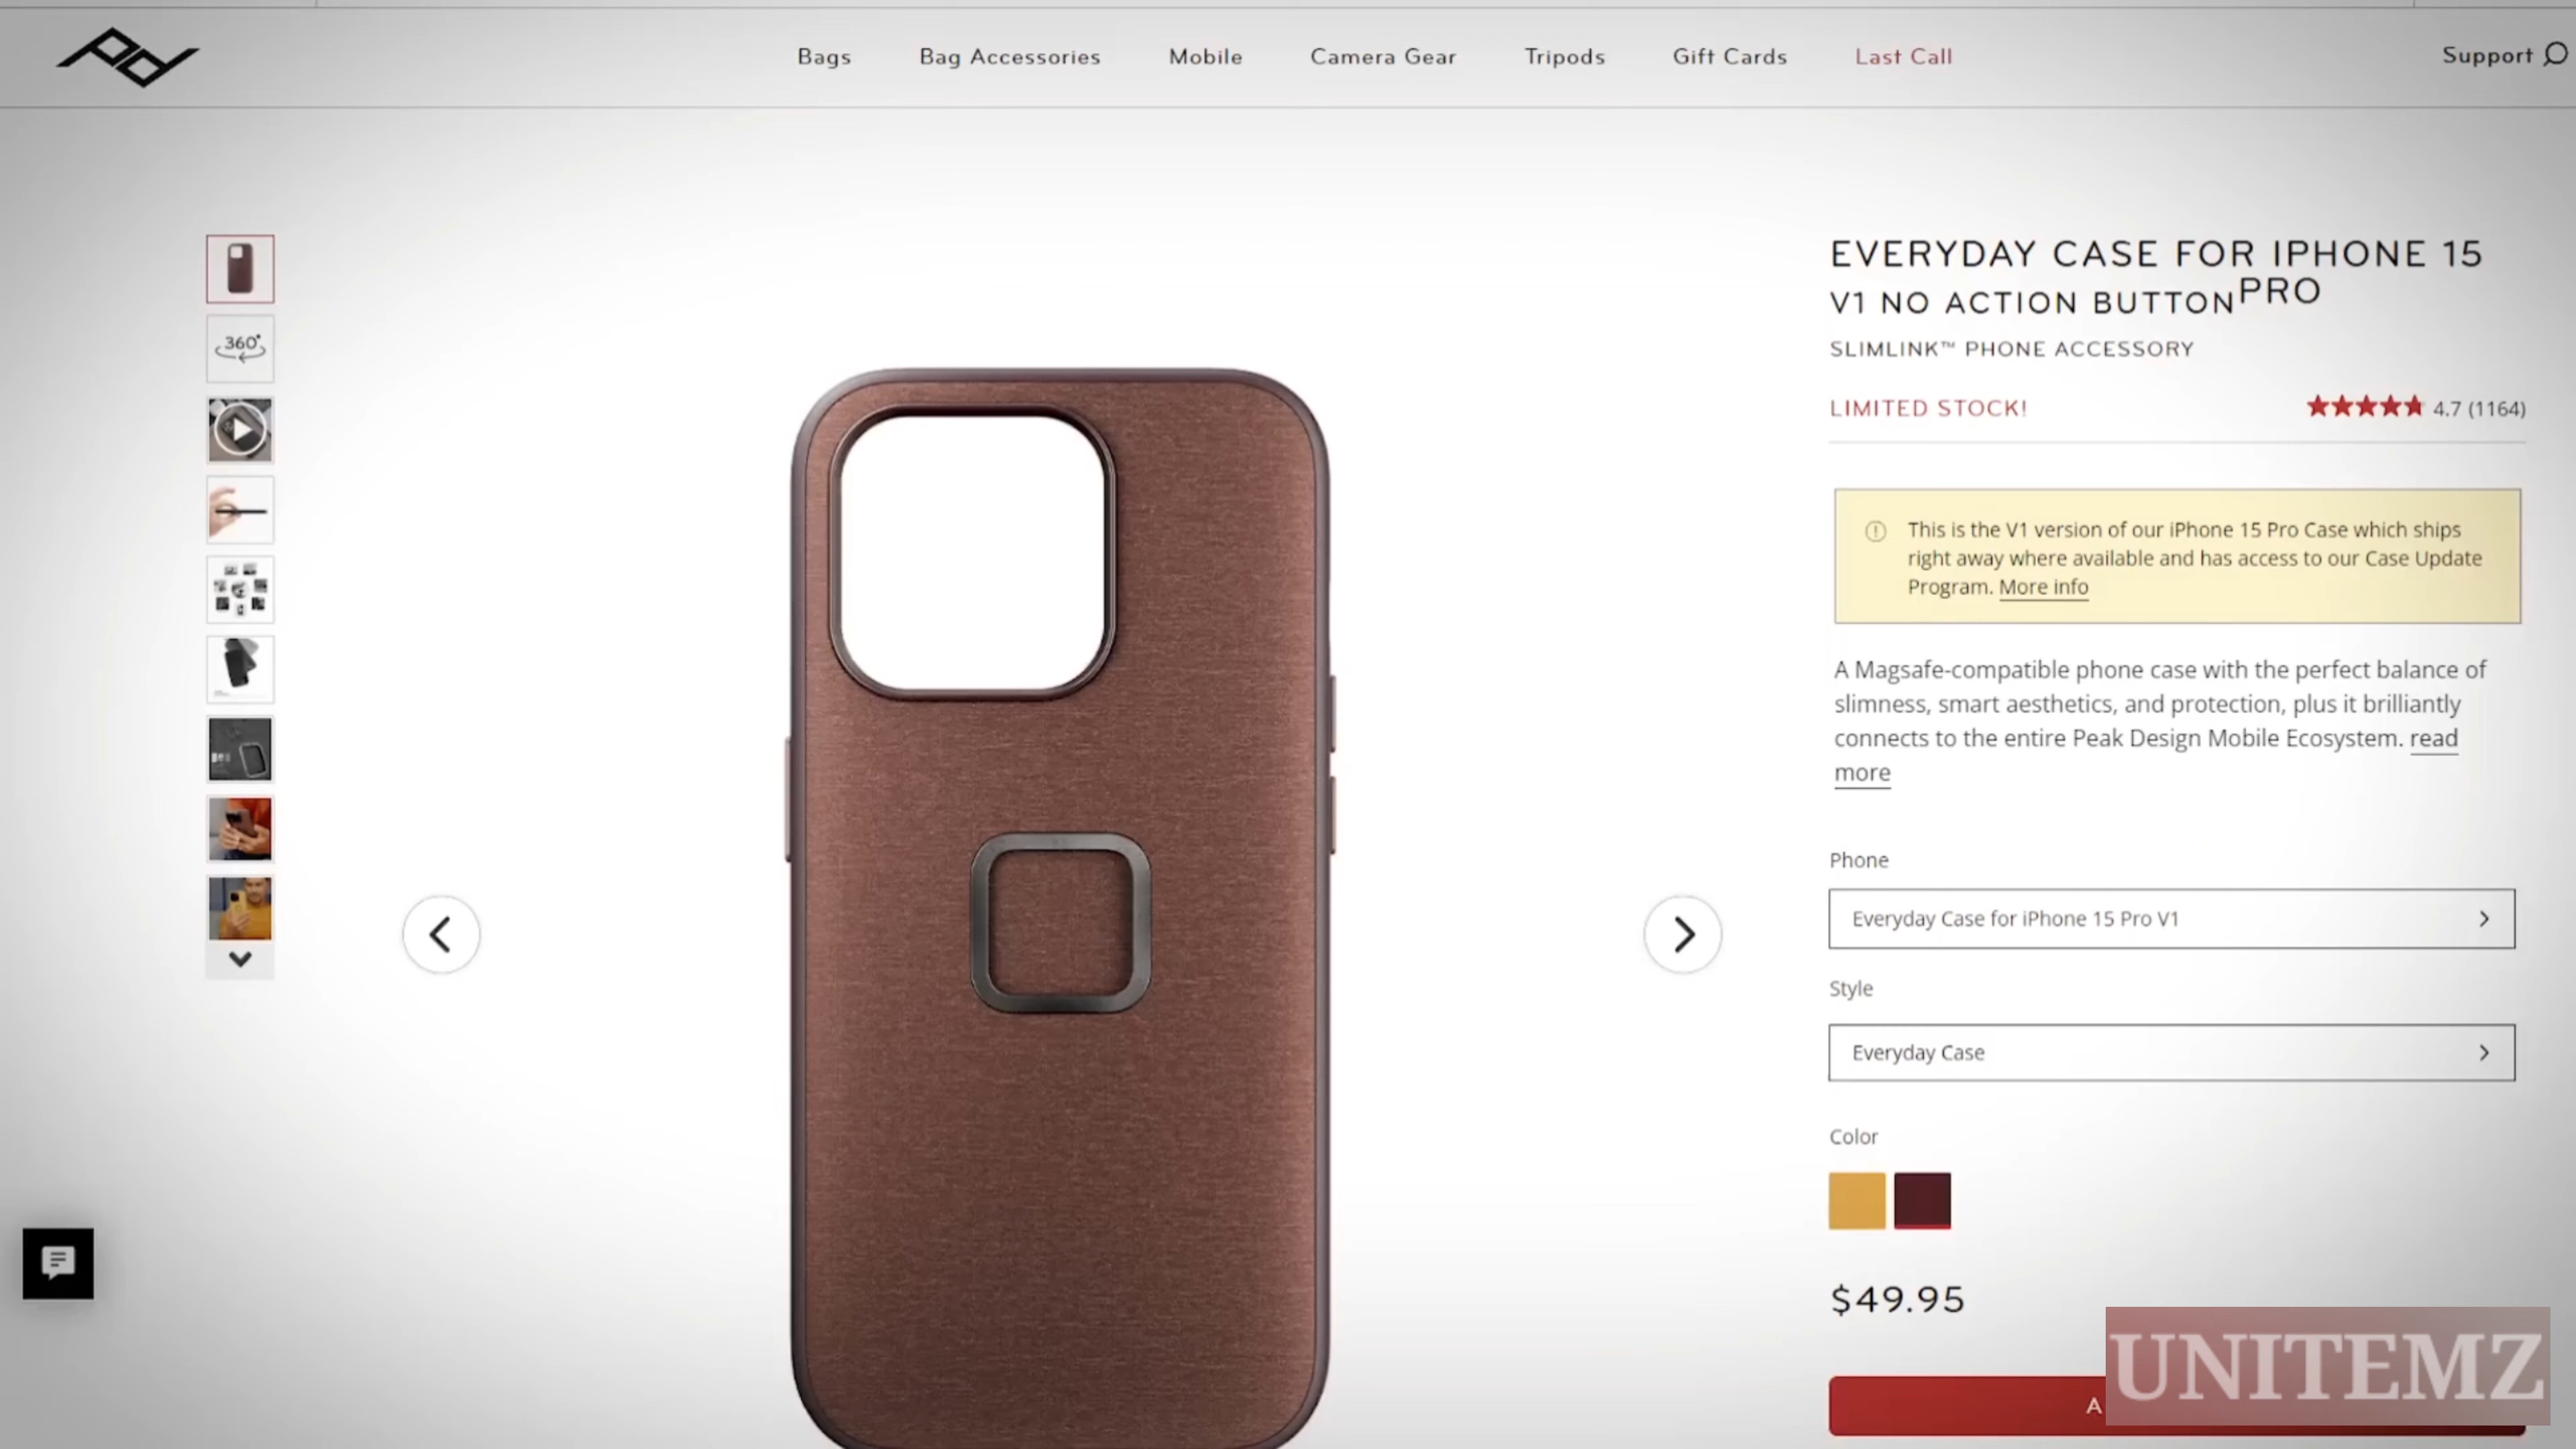 Bags Bag Accessories Mobile Camera Gear Tripods Gift Cards Last Call Support
360°
EVERYDAY CASE FOR IPHONE 15 PRO
V1 NO ACTION BUTTON
SLIMLINK™ PHONE ACCESSORY
LIMITED STOCK! 4.7 (1164)
This is the V1 version of our iPhone 15 Pro Case which ships
right away where available and has access to our Case Update
Program. More info
A Magsafe-compatible phone case with the perfect balance of
slimness, smart aesthetics, and protection, plus it brilliantly
connects to the entire Peak Design Mobile Ecosystem. read
more
Phone
Everyday Case for iPhone 15 Pro V1
Style
Everyday Case
Color
$49.95
A
UNITEMZ